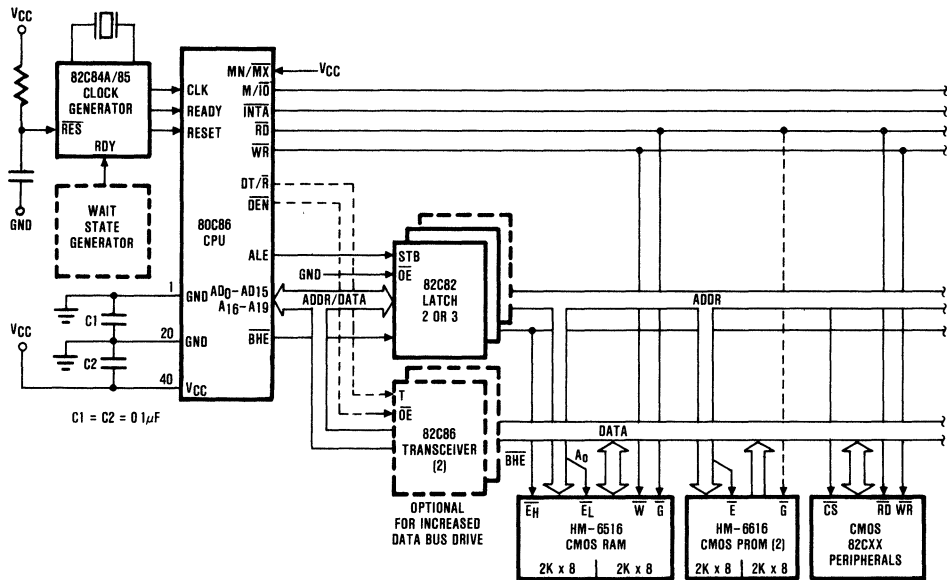 VCC
82C84A/85
CLOCK
GENERATOR
RES
RDY
GND
WAIT
STATE
GENERATOR
CLK
READY
RESET
80C86
CPU
MN/MX
VCC
M/IO
INTA
RD
WR
DT/R
DEN
ALE
AD0-AD15
A16-A19
BHE
1
GND
C1
20
GND
C2
40
VCC
VCC
C1 = C2 = 0 1μF
ADDR/DATA
GND
STB
OE
82C82
LATCH
2 OR 3
ADDR
T
OE
82C86
TRANSCEIVER
(2)
OPTIONAL
FOR INCREASED
DATA BUS DRIVE
DATA
BHE
A0
EH
EL
W
G
HM-6516
CMOS RAM
2K x 8
2K x 8
E
G
HM-6616
CMOS PROM (2)
2K x 8
2K x 8
CS
RD
WR
CMOS
82CXX
PERIPHERALS